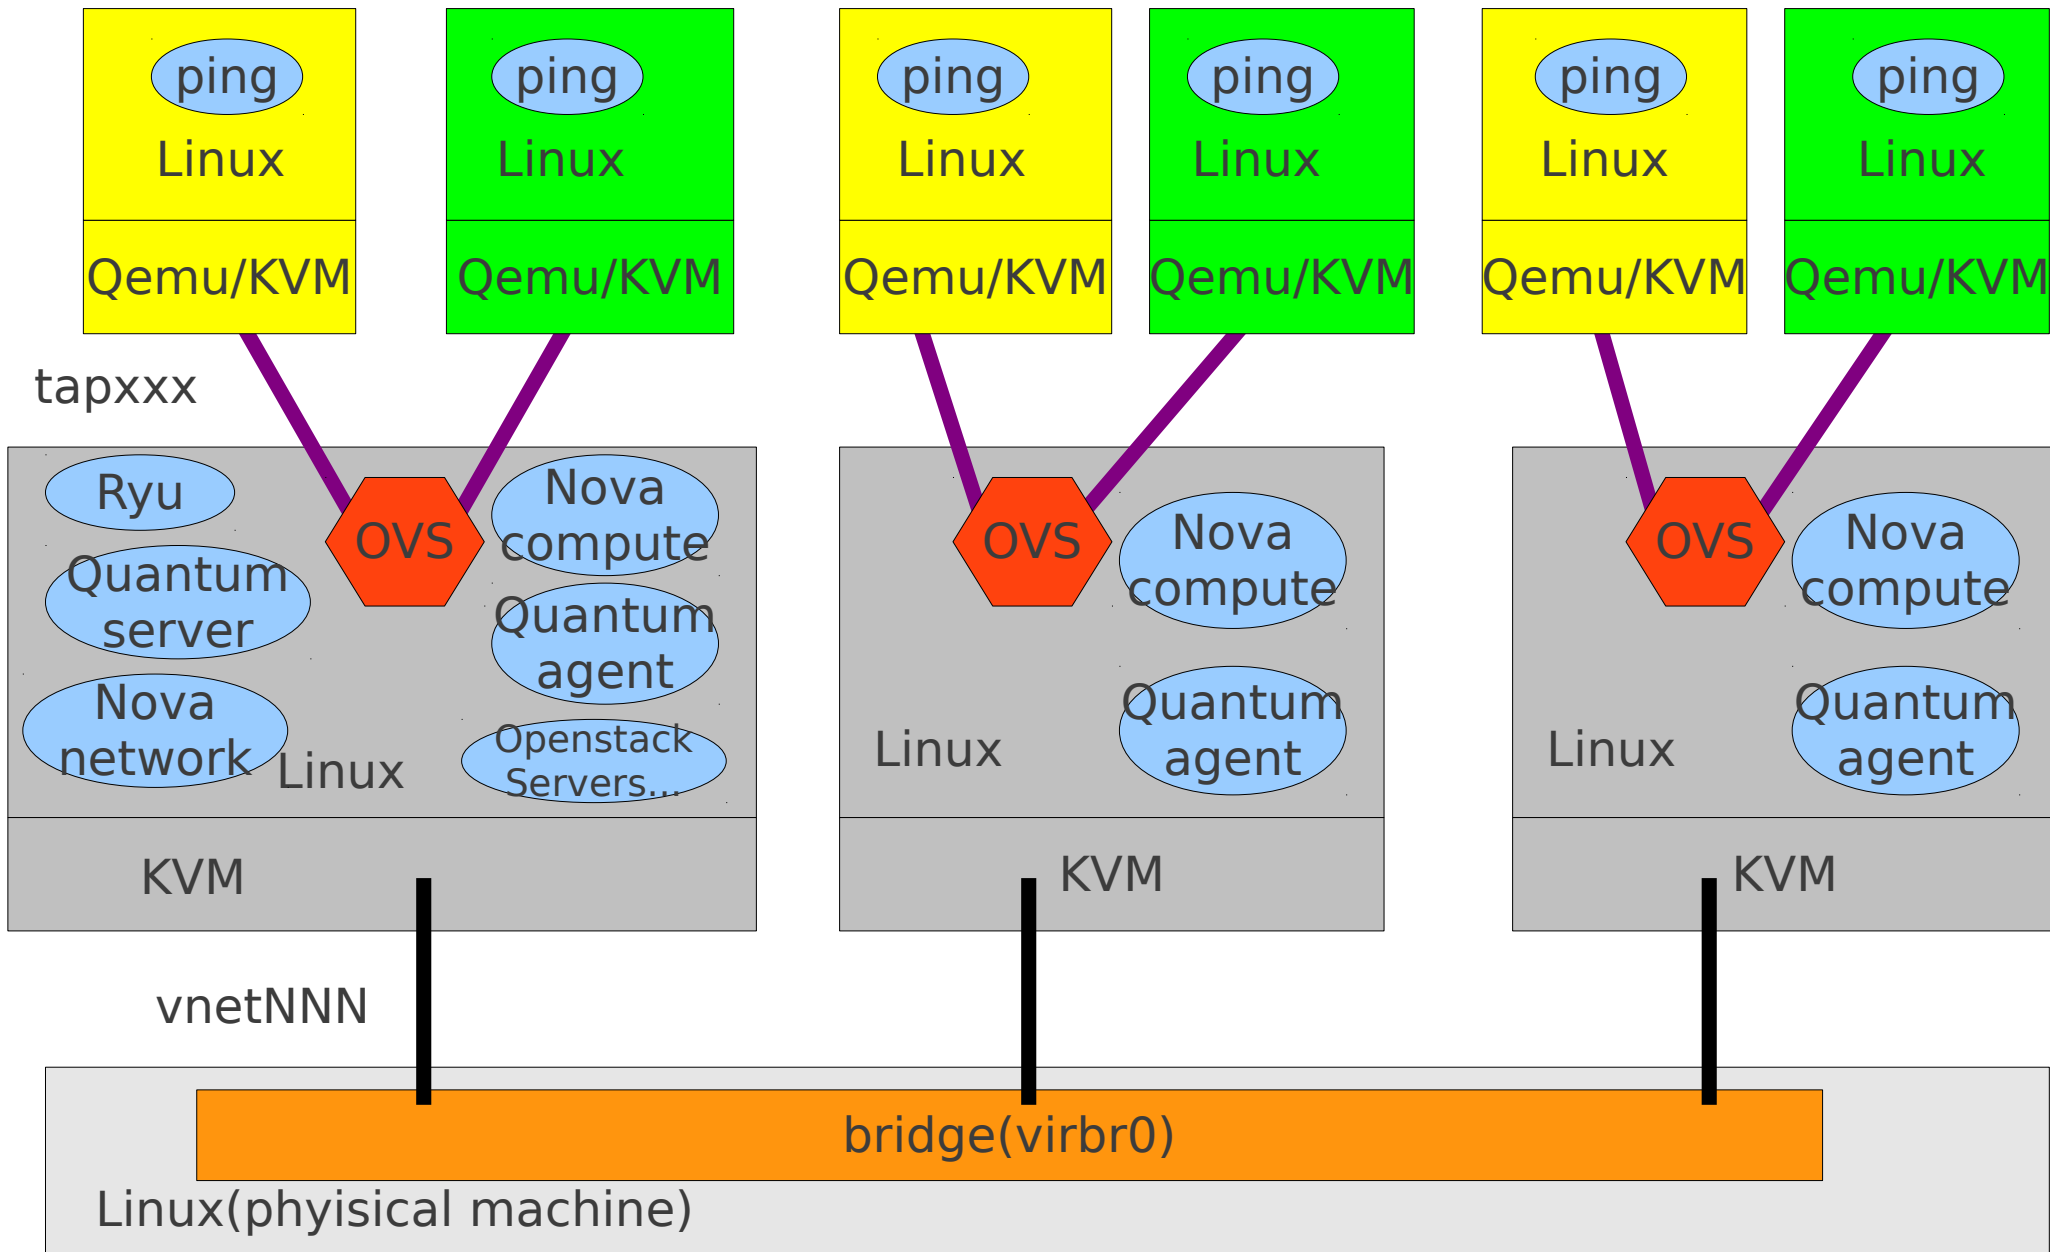 ping
ping
ping
ping
ping
ping
Linux
Linux
Linux
Linux
Linux
Linux
Qemu/KVM
Qemu/KVM
Qemu/KVM
Qemu/KVM
Qemu/KVM
Qemu/KVM
tapxxx
Ryu
OVS
Nova
compute
Quantum
server
Quantum
agent
Nova
network
Linux
Openstack
Servers...
KVM
OVS
Nova
compute
Linux
Quantum
agent
KVM
OVS
Nova
compute
Linux
Quantum
agent
KVM
vnetNNN
bridge(virbr0)
Linux(phyisical machine)